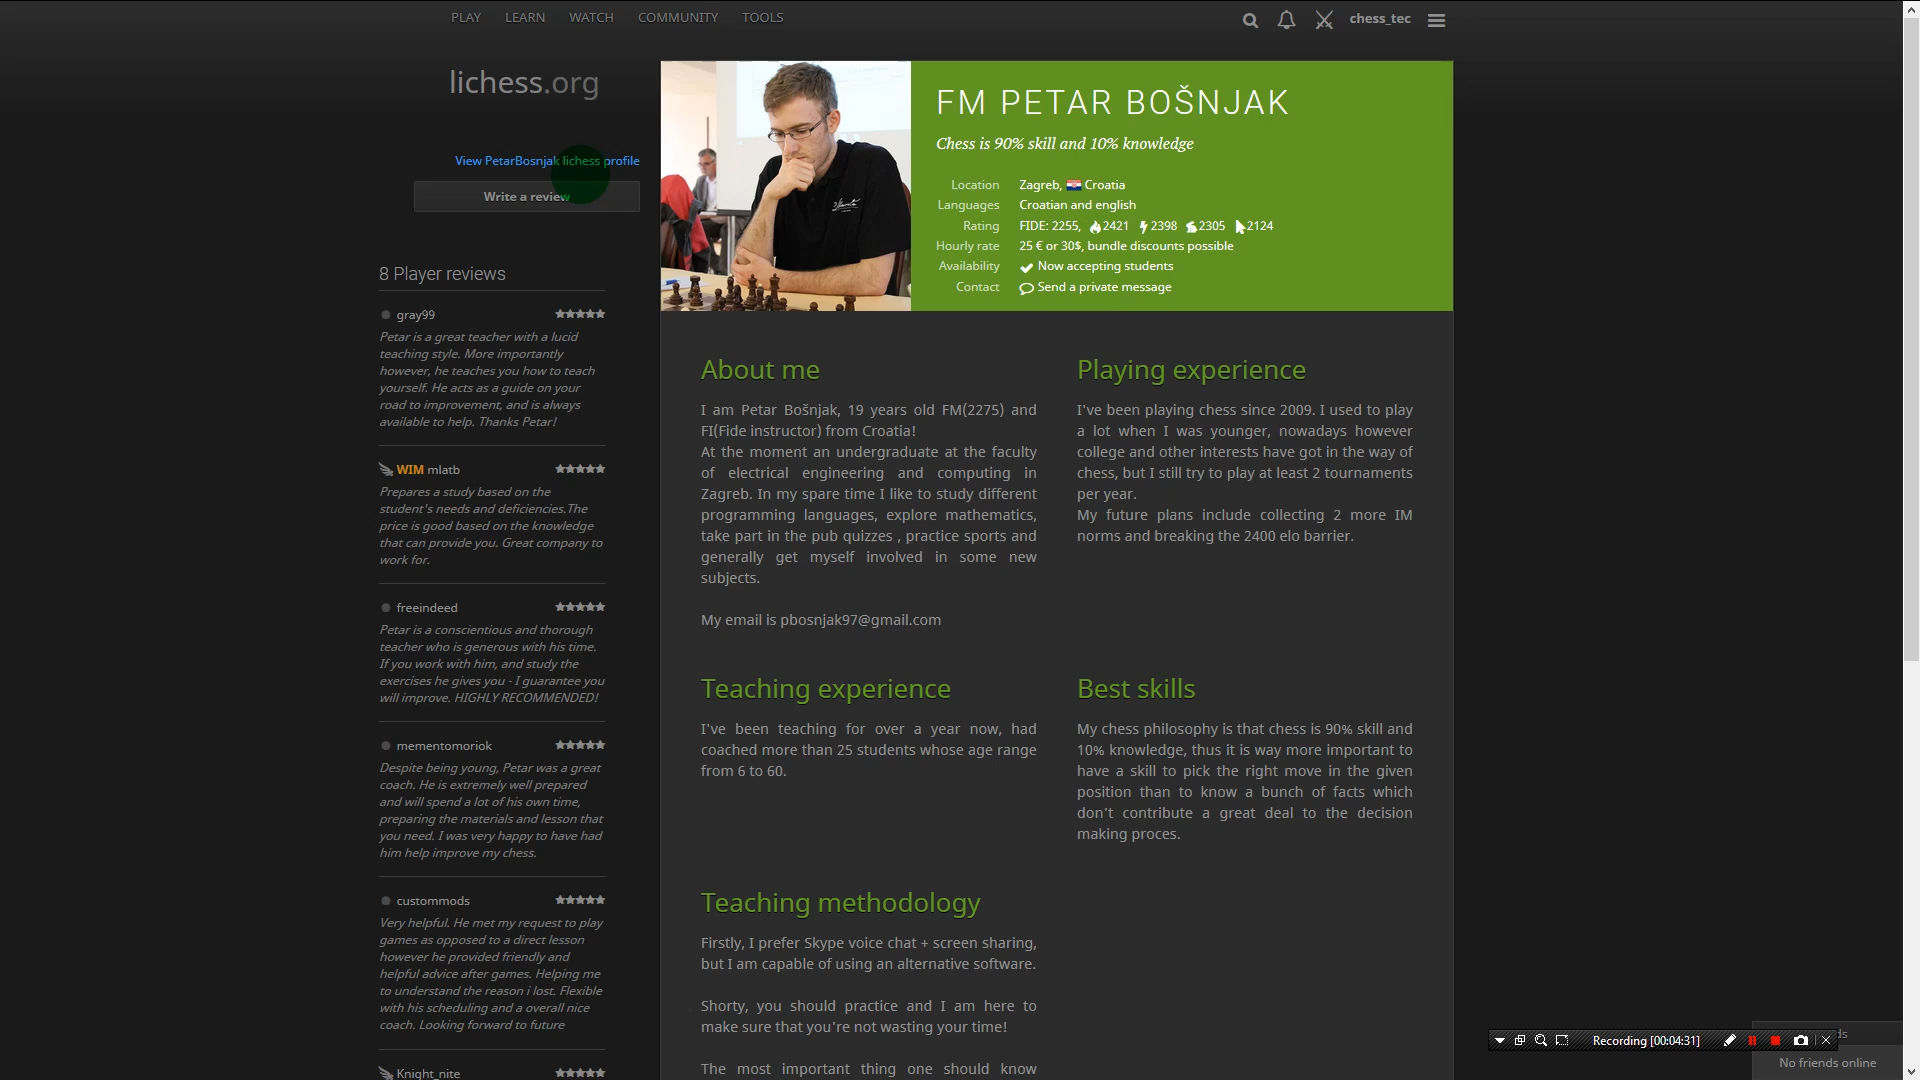 PLAY LEARN WATCH COMMUNITY TOOLS chess_tec
lichess.org
View PetarBosnjak lichess profile
Write a review
8 Player reviews
gray99
Petar is a great teacher with a lucid
teaching style. More importantly
however, he teaches you how to teach
yourself. He acts as a guide on your
road to improvement, and is always
available to help. Thanks Petar!
WIM mlatb
Prepares a study based on the
student's needs and deficiencies.The
price is good based on the knowledge
that can provide you. Great company to
work for.
freeindeed
Petar is a conscientious and thorough
teacher who is generous with his time.
If you work with him, and study the
exercises he gives you - I guarantee you
will improve. HIGHLY RECOMMENDED!
mementomoriok
Despite being young, Petar was a great
coach. He is extremely well prepared
and will spend a lot of his own time,
preparing the materials and lesson that
you need. I was very happy to have had
him help improve my chess.
custommods
Very helpful. He met my request to play
games as opposed to a direct lesson
however he provided friendly and
helpful advice after games. Helping me
to understand the reason i lost. Flexible
with his scheduling and a overall nice
coach. Looking forward to future
Knight_nite
FM PETAR BOŠNJAK
Chess is 90% skill and 10% knowledge
Location Zagreb, Croatia
Languages Croatian and english
Rating FIDE: 2255, 2421 2398 2305 2124
Hourly rate 25 € or 30$, bundle discounts possible
Availability Now accepting students
Contact Send a private message
About me
I am Petar Bošnjak, 19 years old FM(2275) and
FI(Fide instructor) from Croatia!
At the moment an undergraduate at the faculty
of electrical engineering and computing in
Zagreb. In my spare time I like to study different
programming languages, explore mathematics,
take part in the pub quizzes , practice sports and
generally get myself involved in some new
subjects.
My email is pbosnjak97@gmail.com
Playing experience
I've been playing chess since 2009. I used to play
a lot when I was younger, nowadays however
college and other interests have got in the way of
chess, but I still try to play at least 2 tournaments
per year.
My future plans include collecting 2 more IM
norms and breaking the 2400 elo barrier.
Teaching experience
I've been teaching for over a year now, had
coached more than 25 students whose age range
from 6 to 60.
Best skills
My chess philosophy is that chess is 90% skill and
10% knowledge, thus it is way more important to
have a skill to pick the right move in the given
position than to know a bunch of facts which
don't contribute a great deal to the decision
making proces.
Teaching methodology
Firstly, I prefer Skype voice chat + screen sharing,
but I am capable of using an alternative software.
Shorty, you should practice and I am here to
make sure that you're not wasting your time!
The most important thing one should know
Recording [00:04:31]
ds
No friends online